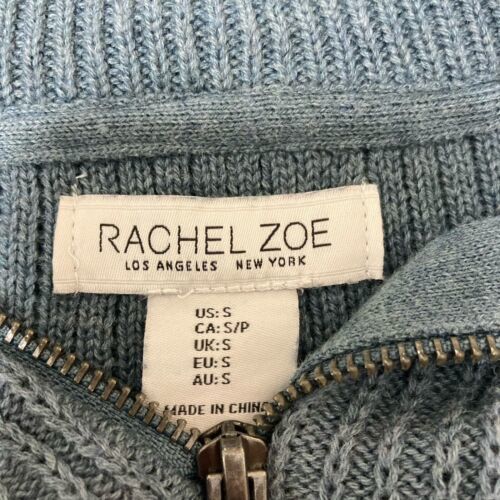 RACHEL ZOE
LOS ANGELES NEW YORK
US: S
CA: S/P
UK: S
EU: S
AU: S
MADE IN CHINA